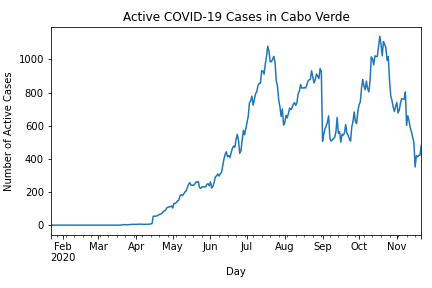 Active COVID-19 Cases in Cabo Verde
Number of Active Cases
1000
800
600
400
200
0
Feb Mar Apr May Jun Jul Aug Sep Oct Nov
2020
Day